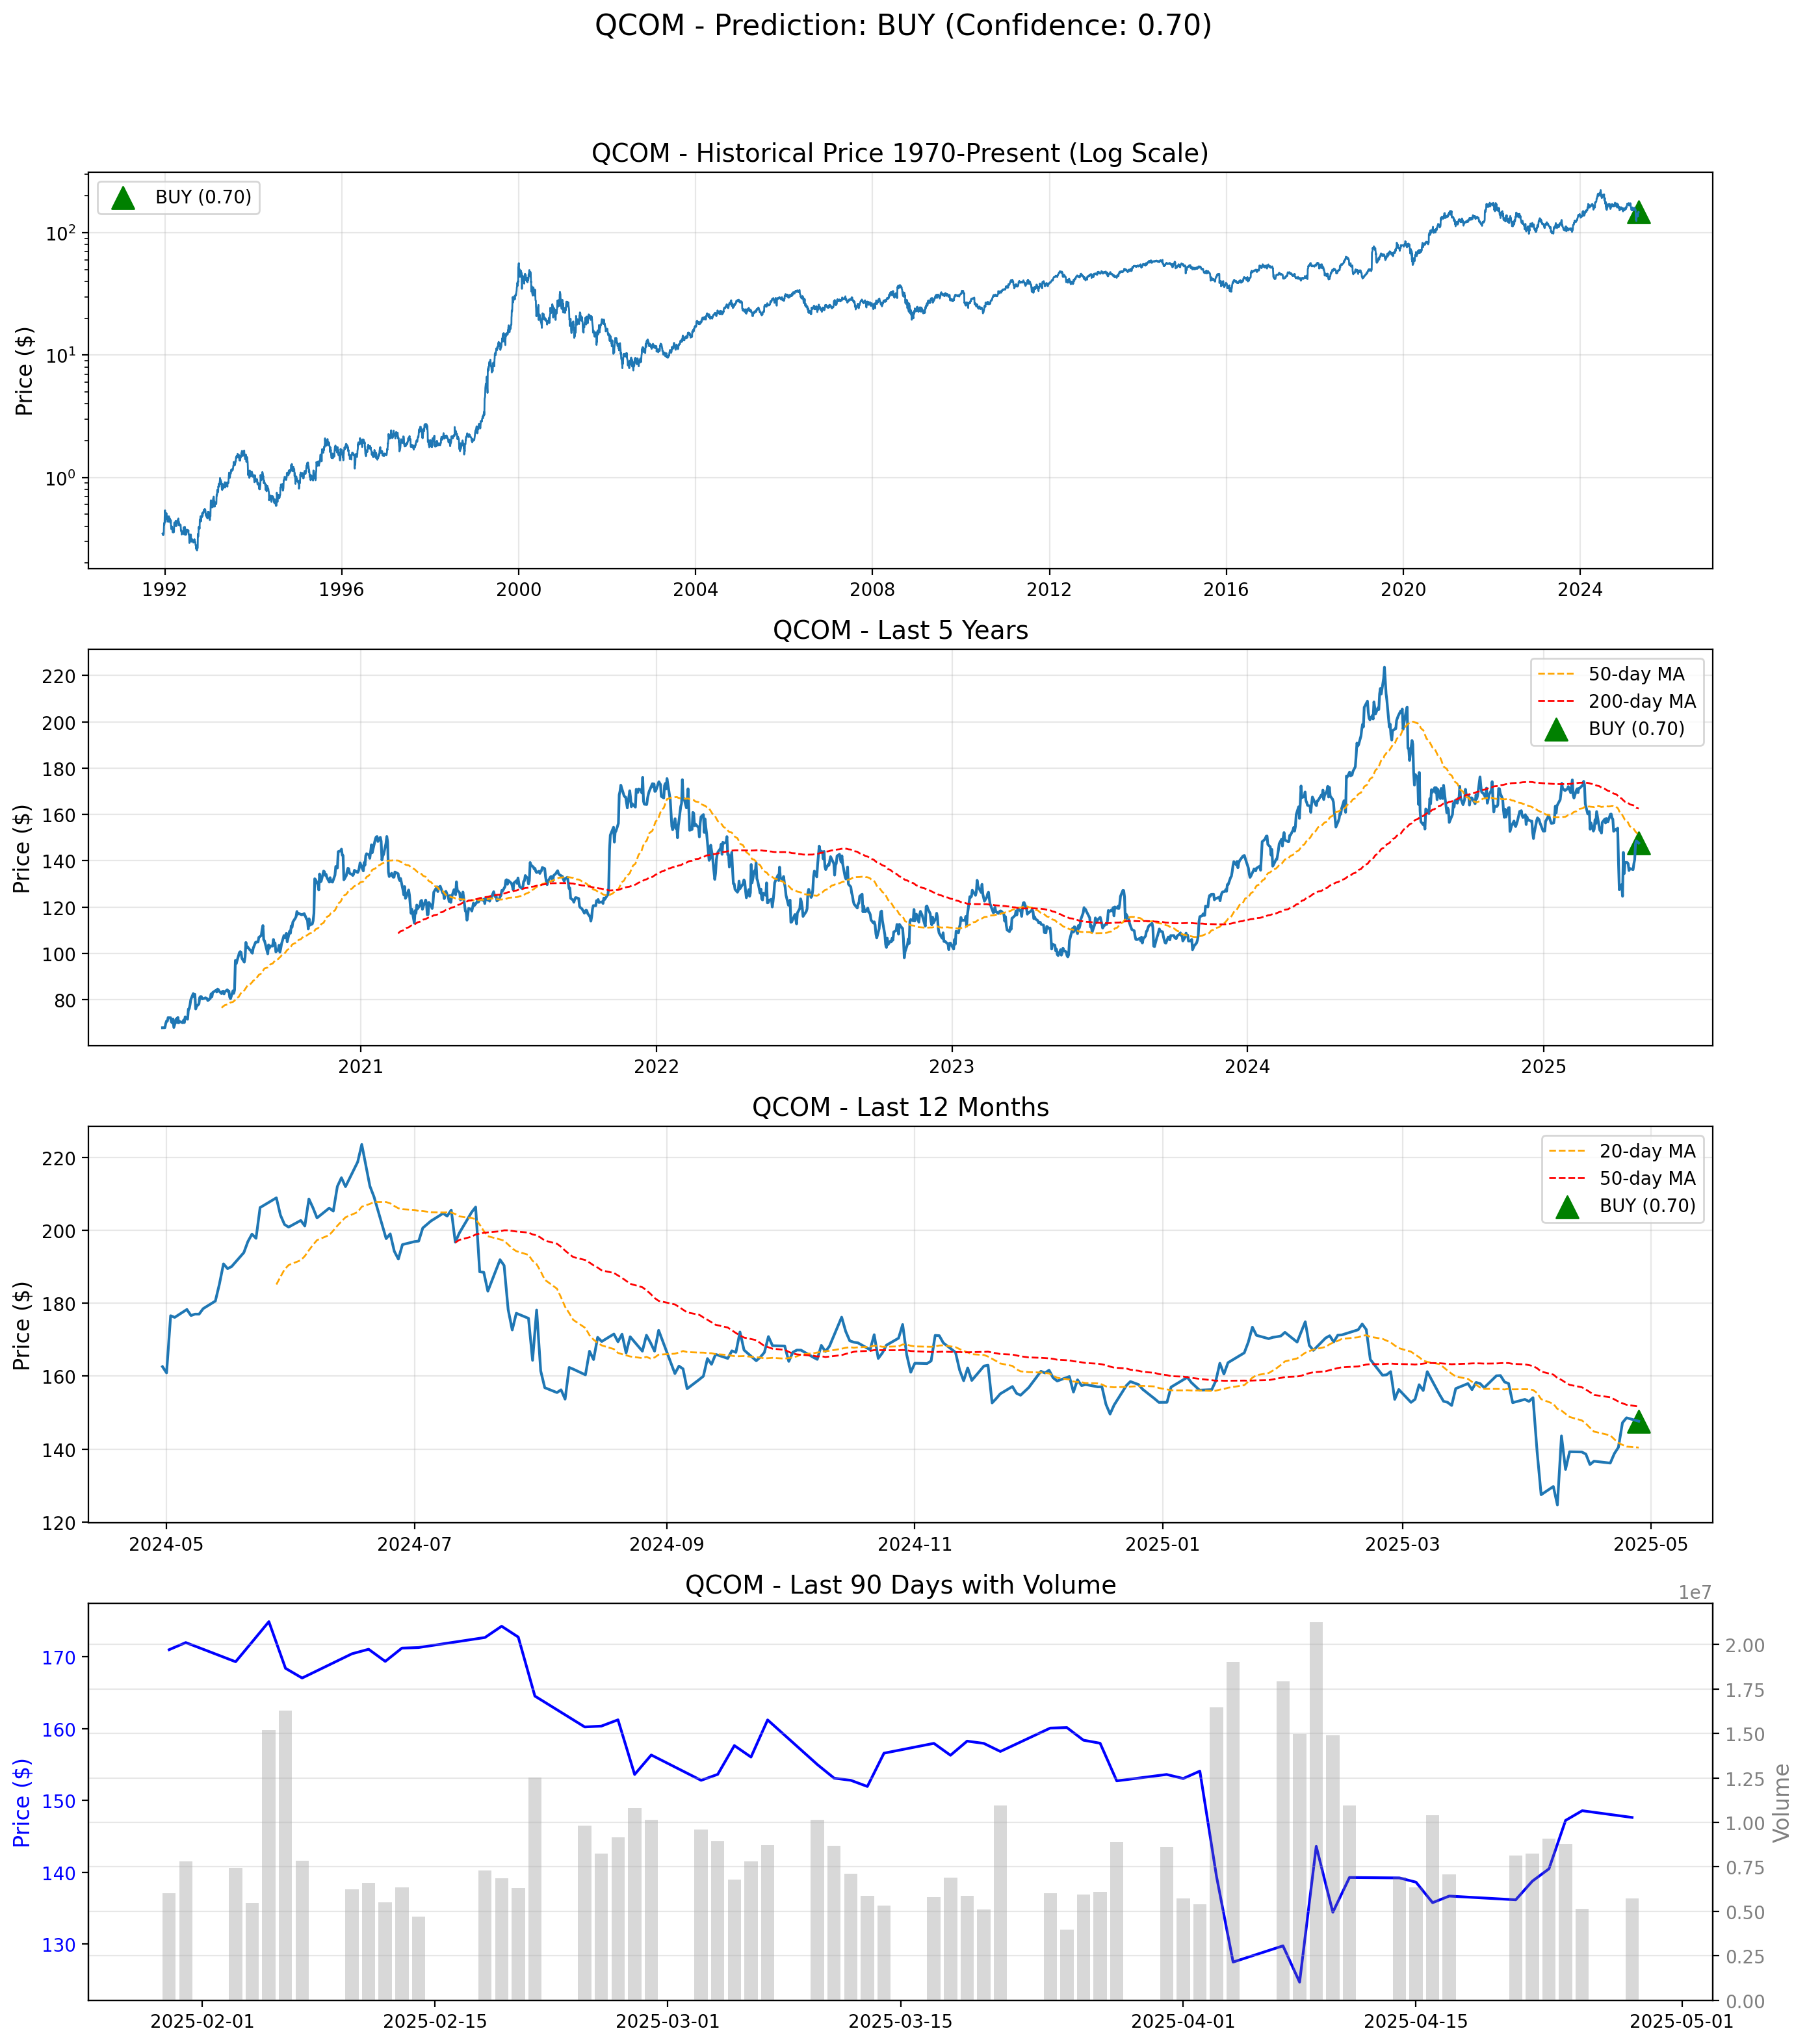 QCOM - Prediction: BUY (Confidence: 0.70)
QCOM - Historical Price 1970-Present (Log Scale)
BUY (0.70)
Price ($)
10²
10¹
10⁰
1992 1996 2000 2004 2008 2012 2016 2020 2024
QCOM - Last 5 Years
50-day MA
200-day MA
BUY (0.70)
Price ($)
220
200
180
160
140
120
100
80
2021 2022 2023 2024 2025
QCOM - Last 12 Months
20-day MA
50-day MA
BUY (0.70)
Price ($)
220
200
180
160
140
120
2024-05 2024-07 2024-09 2024-11 2025-01 2025-03 2025-05
QCOM - Last 90 Days with Volume
1e7
Price ($)
170
160
150
140
130
2.00
1.75
1.50
1.25
1.00
0.75
0.50
0.25
0.00
Volume
2025-02-01 2025-02-15 2025-03-01 2025-03-15 2025-04-01 2025-04-15 2025-05-01